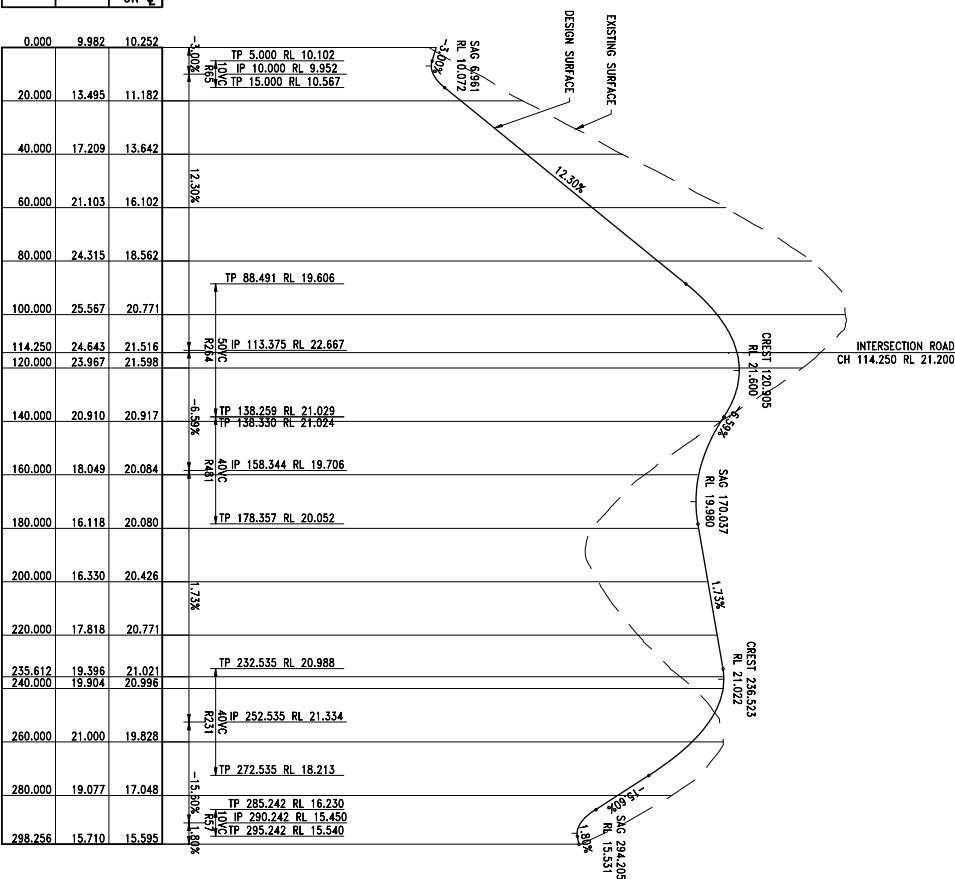 ON ℄
0.000 9.982 10.252
20.000 13.495 11.182
40.000 17.209 13.642
60.000 21.103 16.102
80.000 24.315 18.562
100.000 25.567 20.771
114.250 24.643 21.516
120.000 23.967 21.598
140.000 20.910 20.917
160.000 18.049 20.084
180.000 16.118 20.080
200.000 16.330 20.426
220.000 17.818 20.771
235.612 19.396 21.021
240.000 19.904 20.996
260.000 21.000 19.828
280.000 19.077 17.048
298.256 15.710 15.595
-3.00%
12.30%
-6.59%
1.73%
-15.60%
1.80%
TP 5.000 RL 10.102
IP 10.000 RL 9.952
TP 15.000 RL 10.567
10VC
R65
TP 88.491 RL 19.606
IP 113.375 RL 22.667
50VC
R264
TP 138.259 RL 21.029
TP 138.330 RL 21.024
IP 158.344 RL 19.706
40VC
R481
TP 178.357 RL 20.052
TP 232.535 RL 20.988
IP 252.535 RL 21.334
40VC
R231
TP 272.535 RL 18.213
TP 285.242 RL 16.230
IP 290.242 RL 15.450
TP 295.242 RL 15.540
10VC
R57
-3.00%
SAG 6.961
RL 10.072
DESIGN SURFACE
EXISTING SURFACE
12.30%
CREST 120.905
RL 21.600
INTERSECTION ROAD
CH 114.250 RL 21.200
-6.59%
SAG 170.037
RL 19.980
1.73%
CREST 236.523
RL 21.022
-15.60%
SAG 294.205
RL 15.531
1.80%